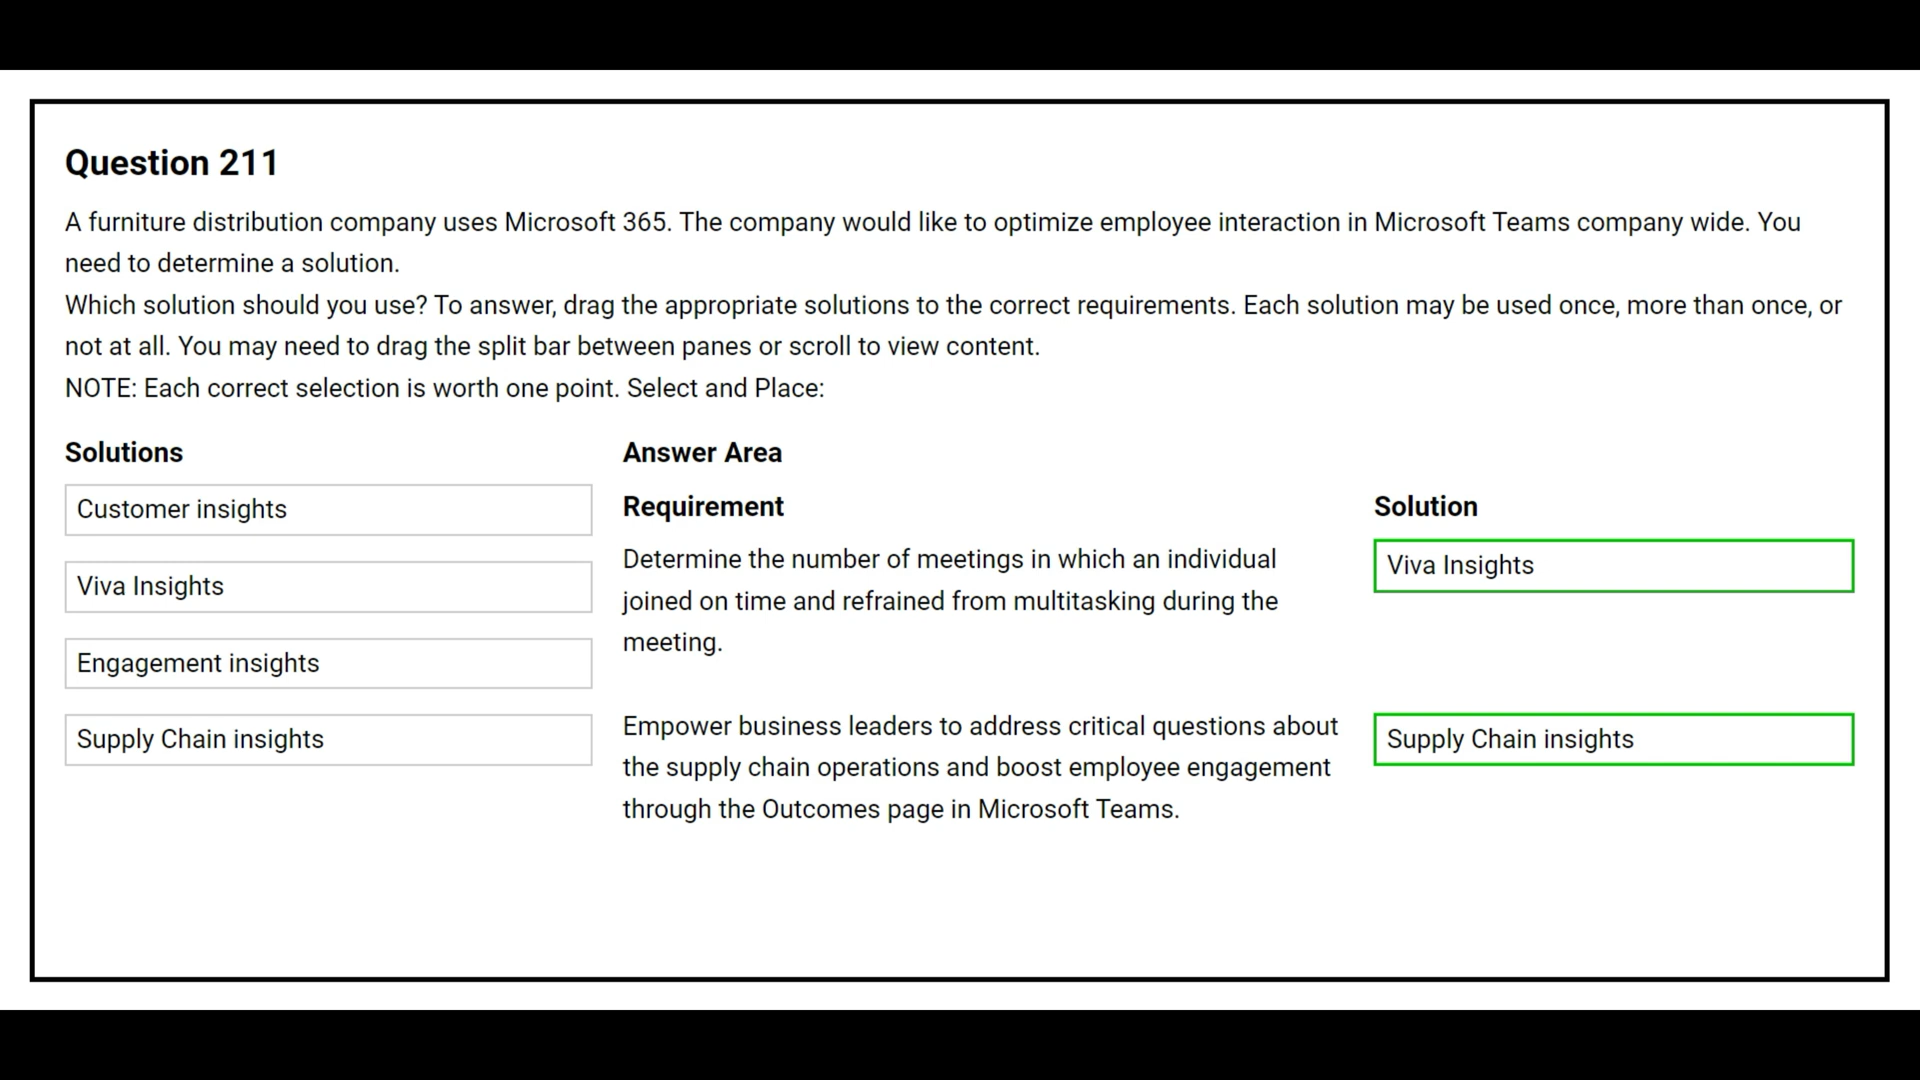 Question 211
A furniture distribution company uses Microsoft 365. The company would like to optimize employee interaction in Microsoft Teams company wide. You
need to determine a solution.
Which solution should you use? To answer, drag the appropriate solutions to the correct requirements. Each solution may be used once, more than once, or
not at all. You may need to drag the split bar between panes or scroll to view content.
NOTE: Each correct selection is worth one point. Select and Place:
Solutions
Customer insights
Viva Insights
Engagement insights
Supply Chain insights
Answer Area
Requirement
Determine the number of meetings in which an individual
joined on time and refrained from multitasking during the
meeting.
Empower business leaders to address critical questions about
the supply chain operations and boost employee engagement
through the Outcomes page in Microsoft Teams.
Solution
Viva Insights
Supply Chain insights